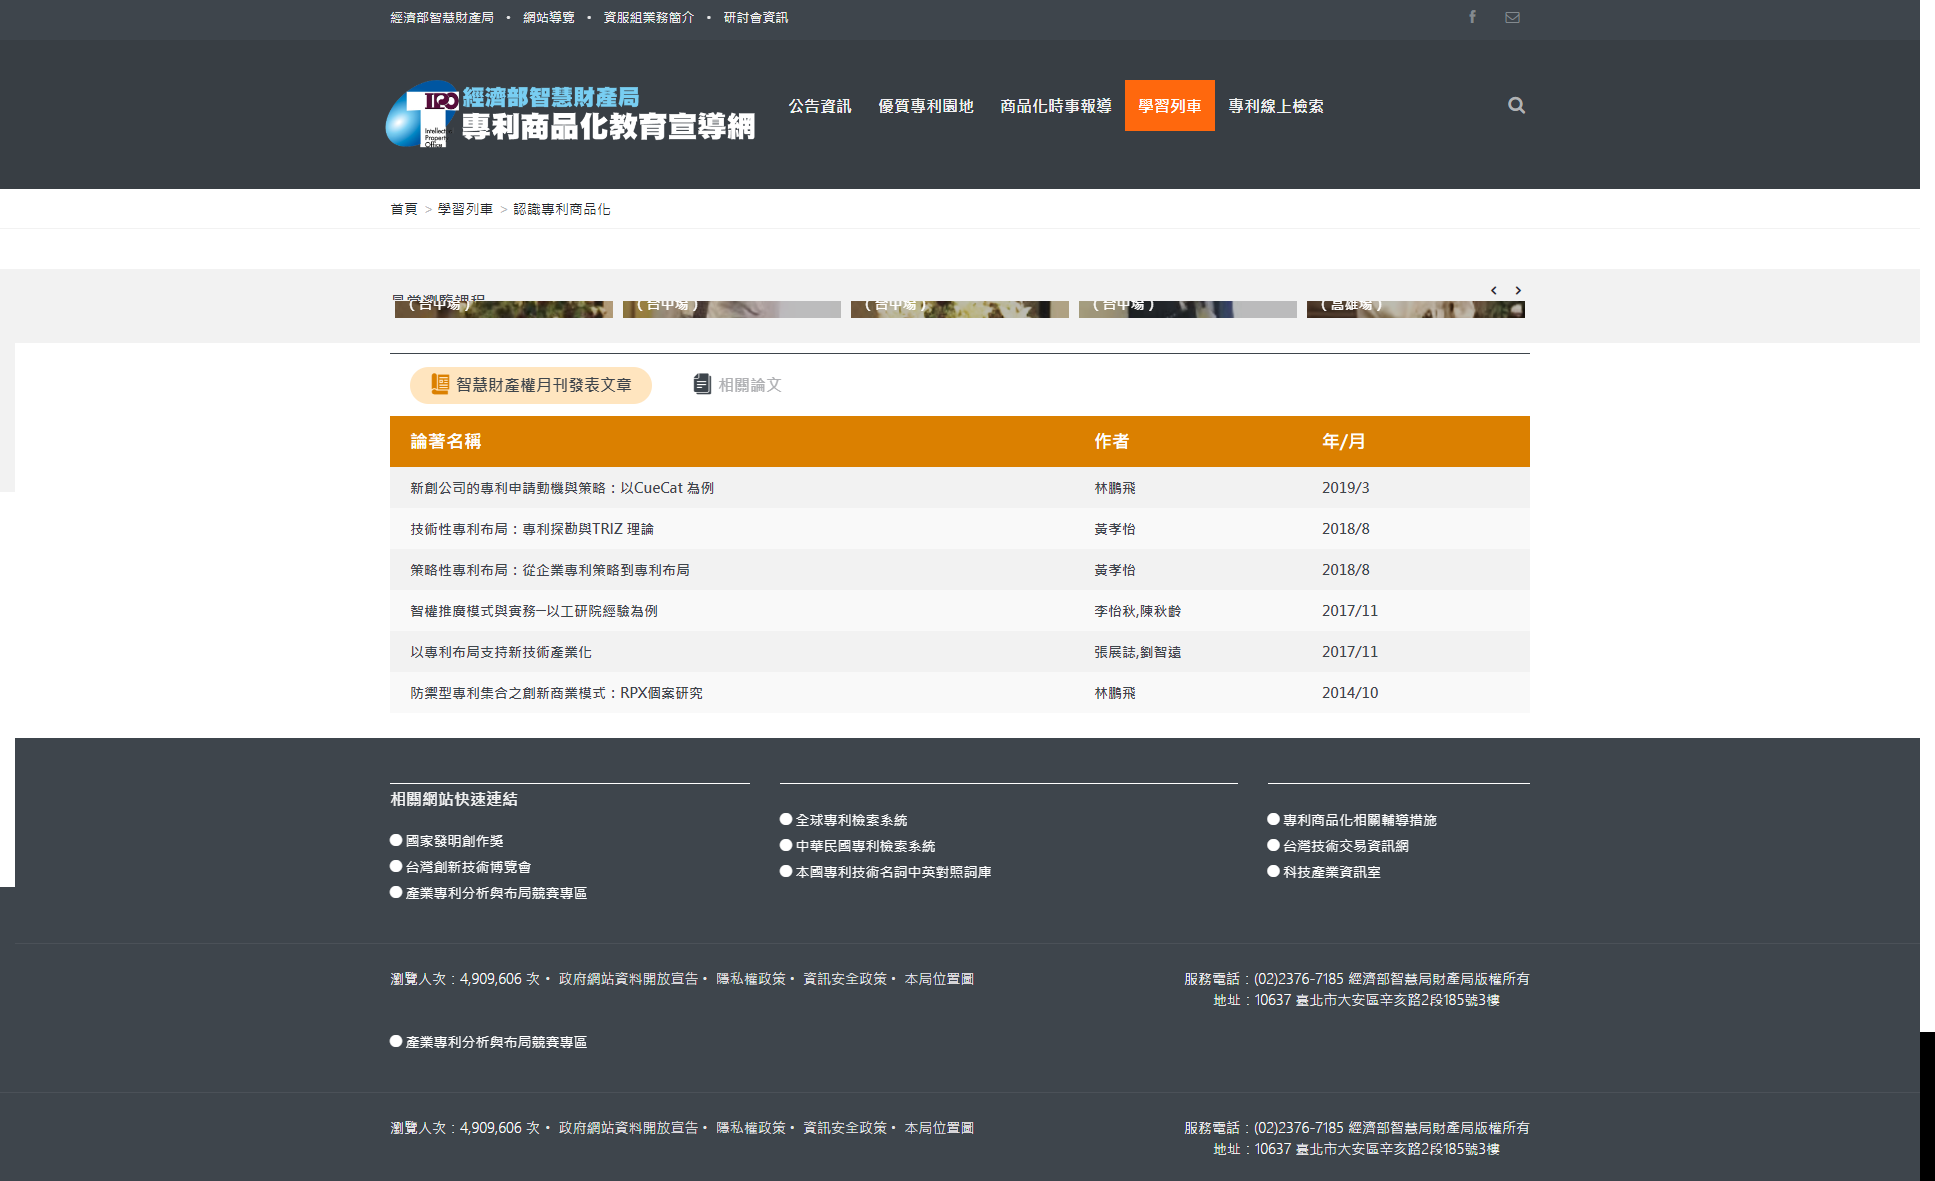 經濟部智慧財產局 • 網站導覽 • 資服組業務簡介 • 研討會資訊
經濟部智慧財產局
專利商品化教育宣導網
TIPO
Intellectual
Property
Office
公告資訊 優質專利園地 商品化時事報導 學習列車 專利線上檢索
首頁 > 學習列車 > 認識專利商品化
(台中場) (台中場) (台中場) (台中場) (高雄場)
智慧財產權月刊發表文章 相關論文
論著名稱 作者 年/月
新創公司的專利申請動機與策略：以CueCat 為例 林鵬飛 2019/3
技術性專利布局：專利探勘與TRIZ 理論 黃孝怡 2018/8
策略性專利布局：從企業專利策略到專利布局 黃孝怡 2018/8
智權推廣模式與實務─以工研院經驗為例 李怡秋,陳秋齡 2017/11
以專利布局支持新技術產業化 張展誌,劉智遠 2017/11
防禦型專利集合之創新商業模式：RPX個案研究 林鵬飛 2014/10
相關網站快速連結
國家發明創作獎
台灣創新技術博覽會
產業專利分析與布局競賽專區
全球專利檢索系統
中華民國專利檢索系統
本國專利技術名詞中英對照詞庫
專利商品化相關輔導措施
台灣技術交易資訊網
科技產業資訊室
瀏覽人次：4,909,606 次 • 政府網站資料開放宣告 • 隱私權政策 • 資訊安全政策 • 本局位置圖
服務電話：(02)2376-7185 經濟部智慧局財產局版權所有
地址：10637 臺北市大安區辛亥路2段185號3樓
產業專利分析與布局競賽專區
瀏覽人次：4,909,606 次 • 政府網站資料開放宣告 • 隱私權政策 • 資訊安全政策 • 本局位置圖
服務電話：(02)2376-7185 經濟部智慧局財產局版權所有
地址：10637 臺北市大安區辛亥路2段185號3樓